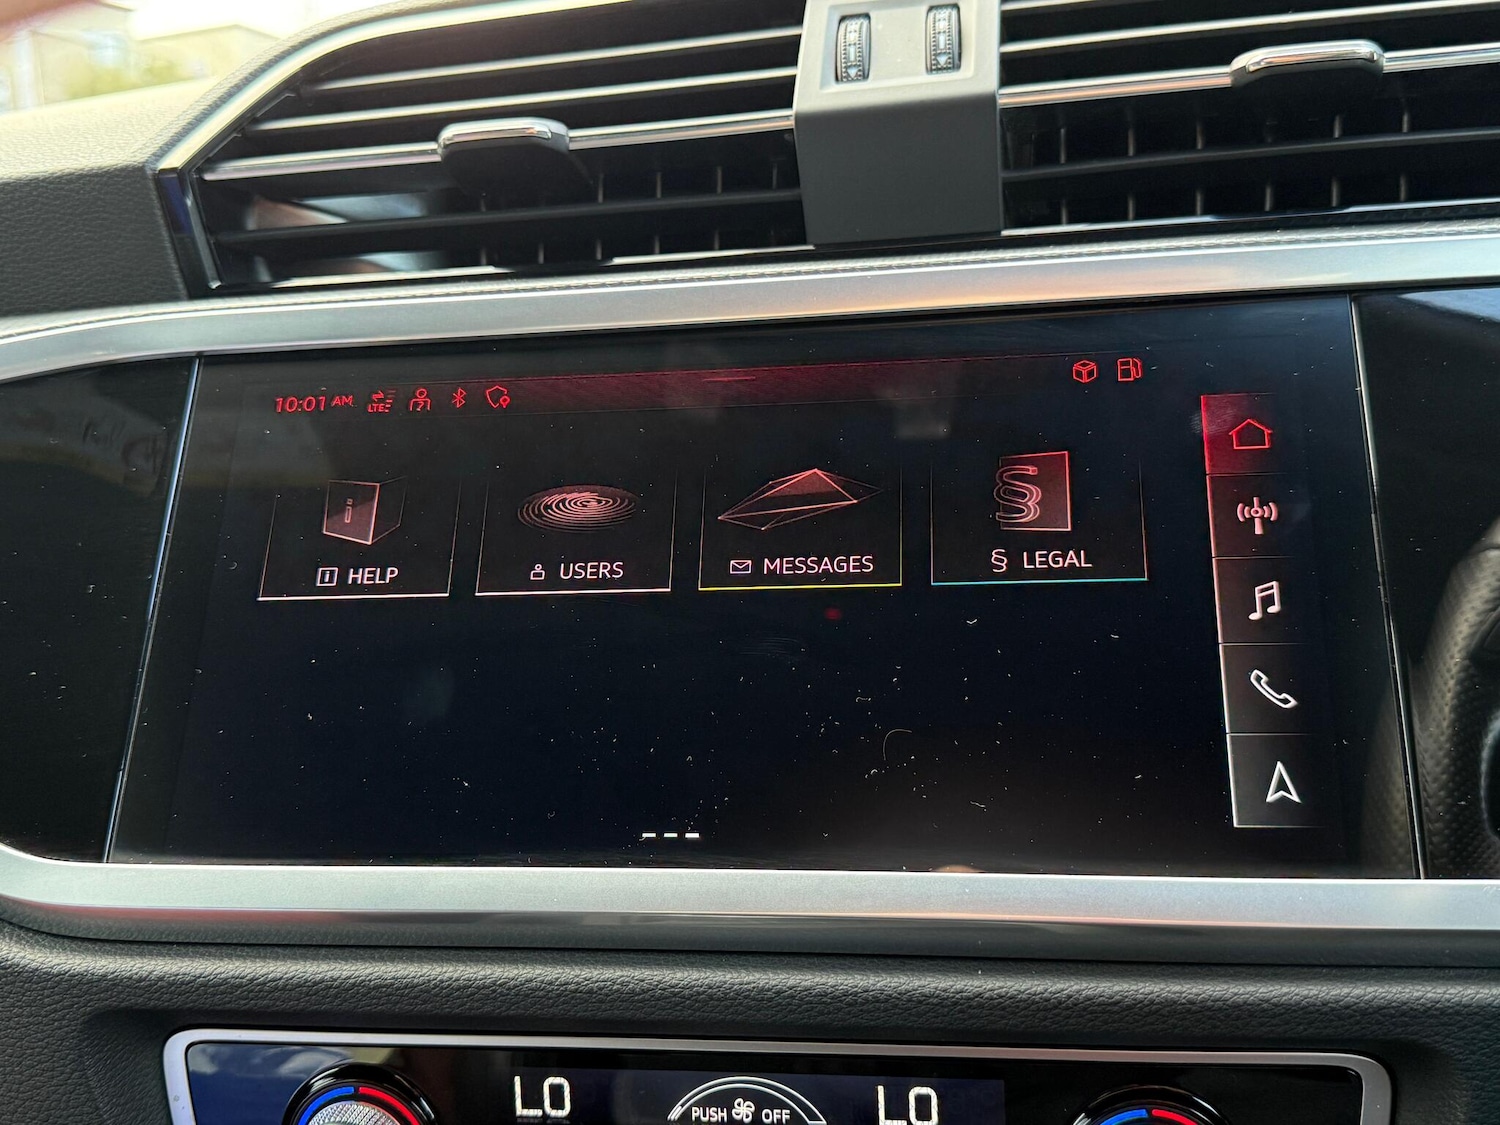 10:01 AM LTE
i
§
i HELP
USERS
MESSAGES
§ LEGAL
LO
PUSH OFF
LO